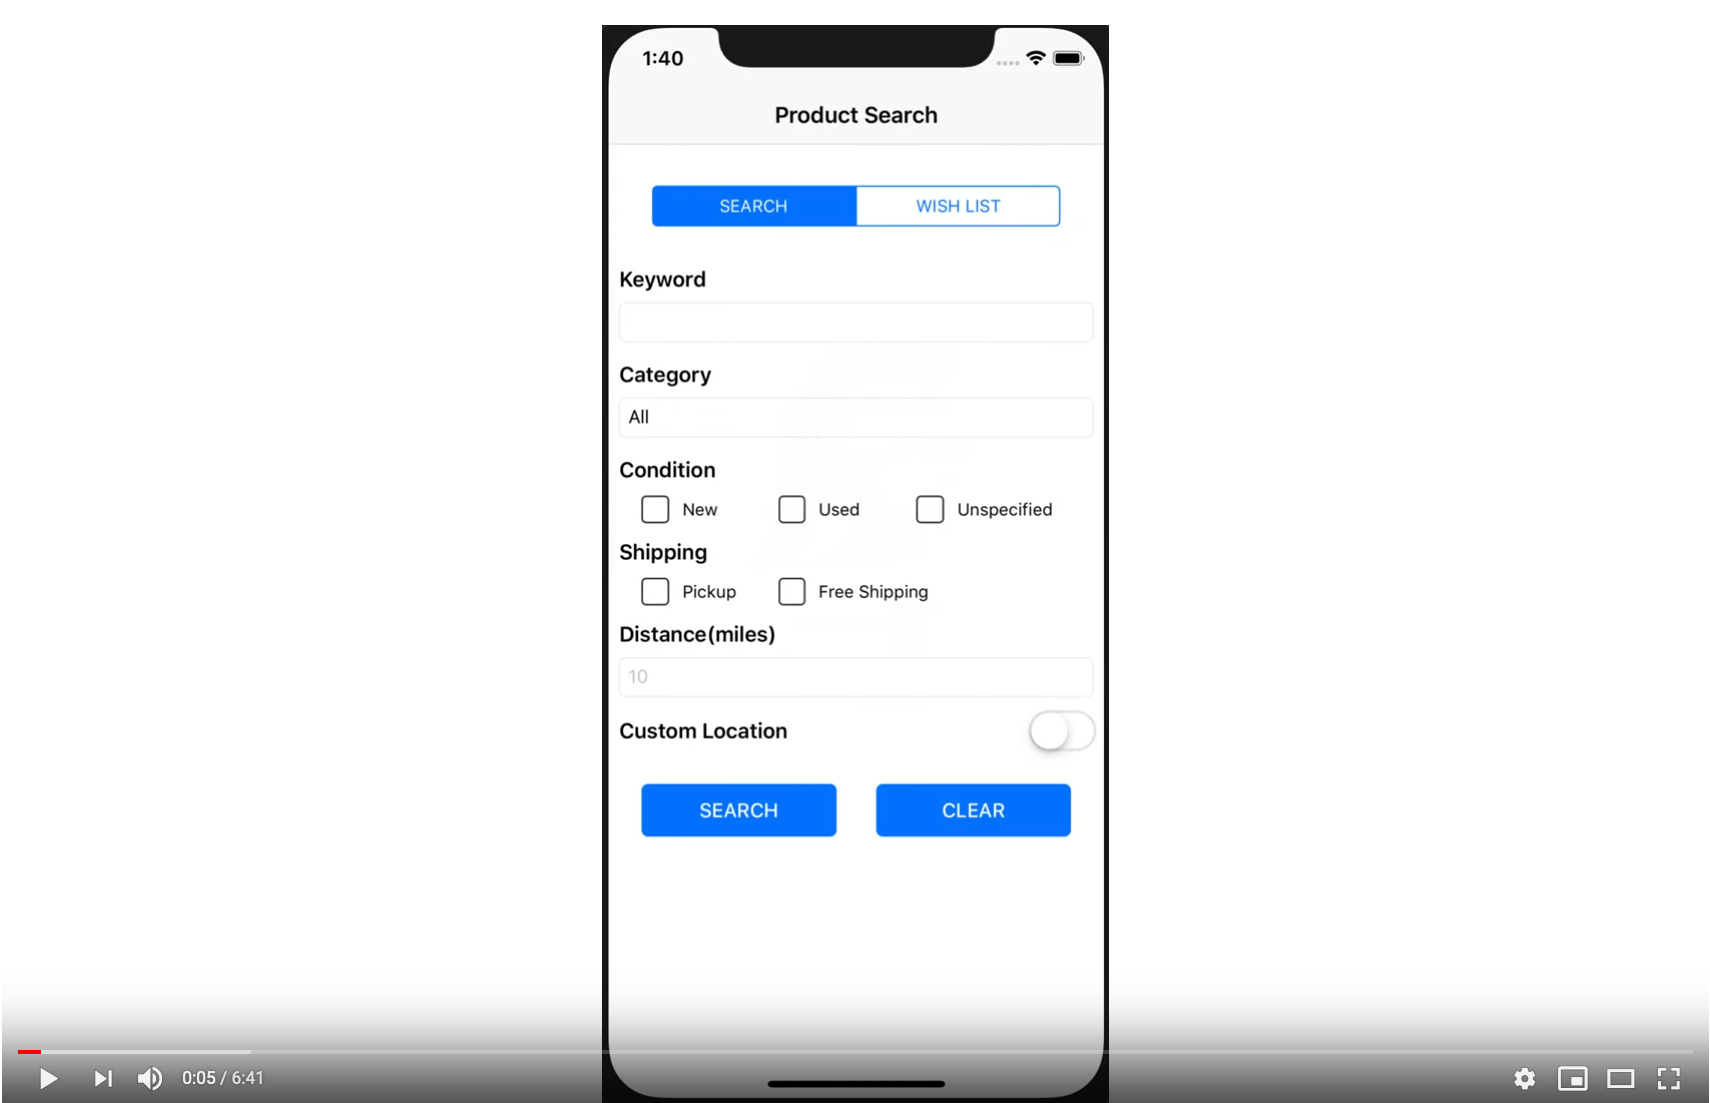 1:40
Product Search
SEARCH WISH LIST
Keyword
Category
All
Condition
New Used Unspecified
Shipping
Pickup Free Shipping
Distance(miles)
10
Custom Location
SEARCH CLEAR
0:05 / 6:41